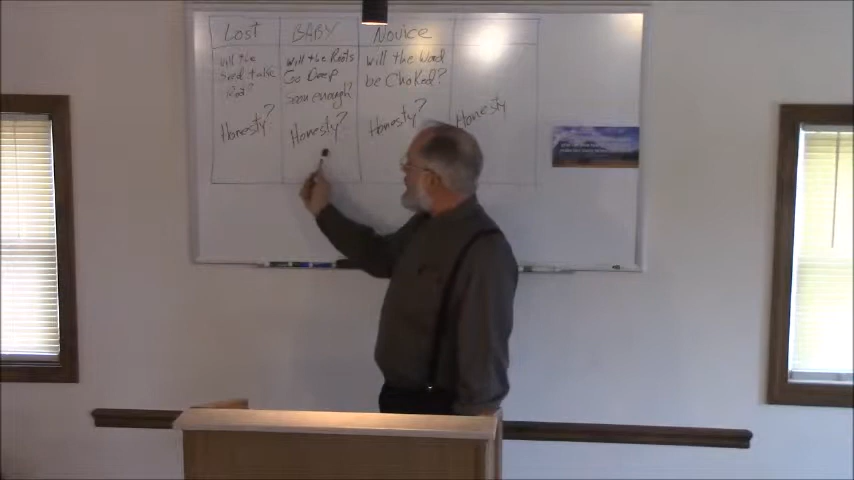 Lost
will the
seed take
Root?
Honesty?
BABY
will the Roots
Go Deep
soon enough?
Honesty?
Novice
will the Word
be Choked?
Honesty?
Honesty